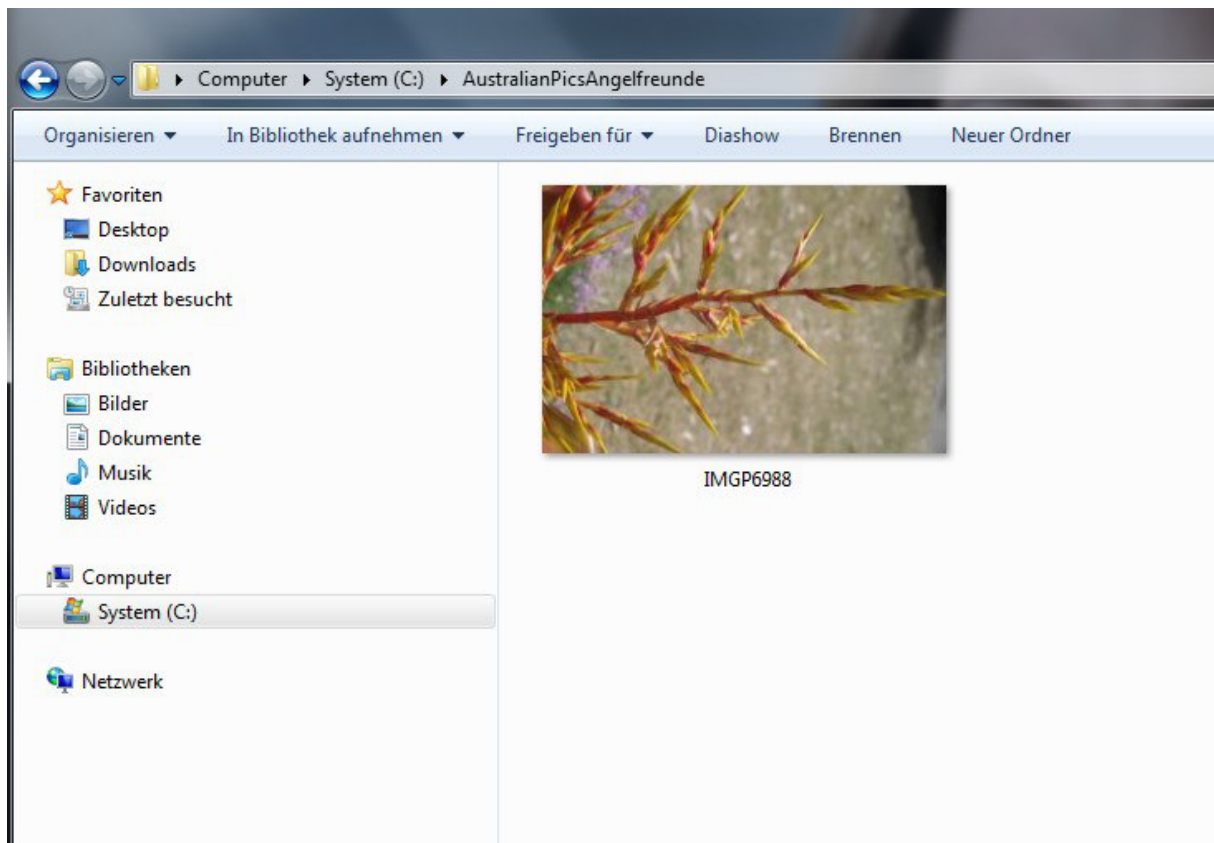 Computer System (C:) AustralianPicsAngelfreunde
Organisieren In Bibliothek aufnehmen Freigeben für Diashow Brennen Neuer Ordner
Favoriten
Desktop
Downloads
Zuletzt besucht
Bibliotheken
Bilder
Dokumente
Musik
Videos
Computer
System (C:)
Netzwerk
IMGP6988